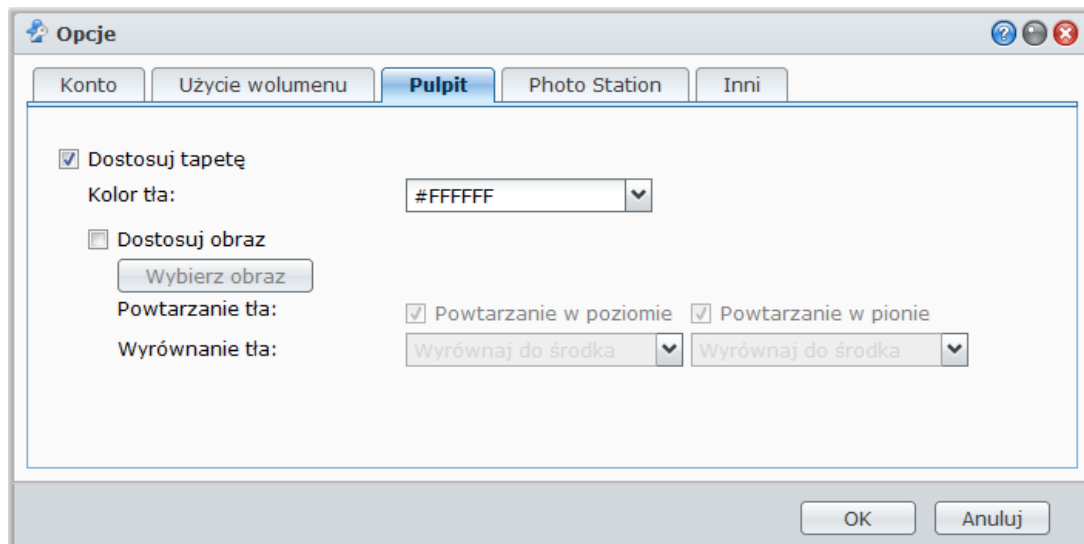 Opcje
Konto Użycie wolumenu Pulpit Photo Station Inni
Dostosuj tapetę
Kolor tła: #FFFFFF
Dostosuj obraz
Wybierz obraz
Powtarzanie tła: Powtarzanie w poziomie Powtarzanie w pionie
Wyrównanie tła: Wyrównaj do środka Wyrównaj do środka
OK Anuluj